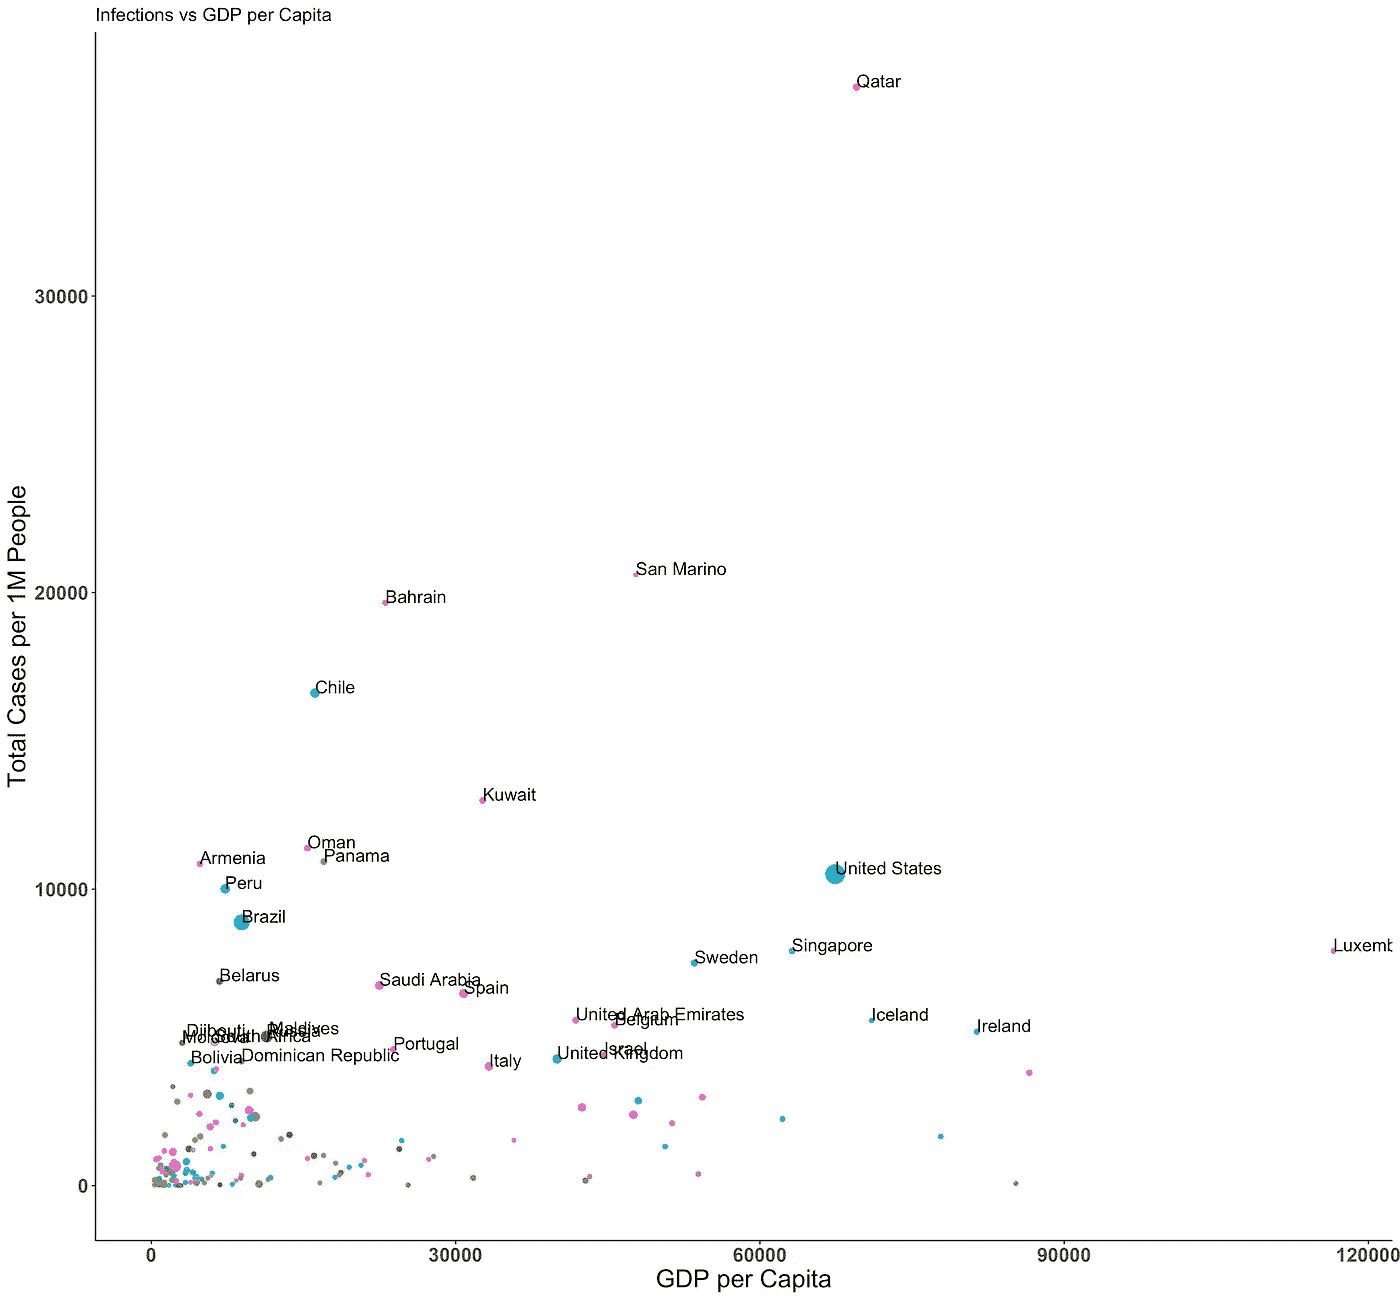 Infections vs GDP per Capita
Qatar
30000
San Marino
20000
Bahrain
Total Cases per 1M People
Chile
Kuwait
Oman
Panama
Armenia
United States
Peru
10000
Brazil
Singapore
Luxemb
Sweden
Belarus
Saudi Arabia
Spain
United Arab Emirates
Belgium
Iceland
Ireland
Djibouti
Russia
Maldives
Moldova
South Africa
Portugal
Israel
United Kingdom
Bolivia
Dominican Republic
Italy
0
0
30000
60000
90000
120000
GDP per Capita